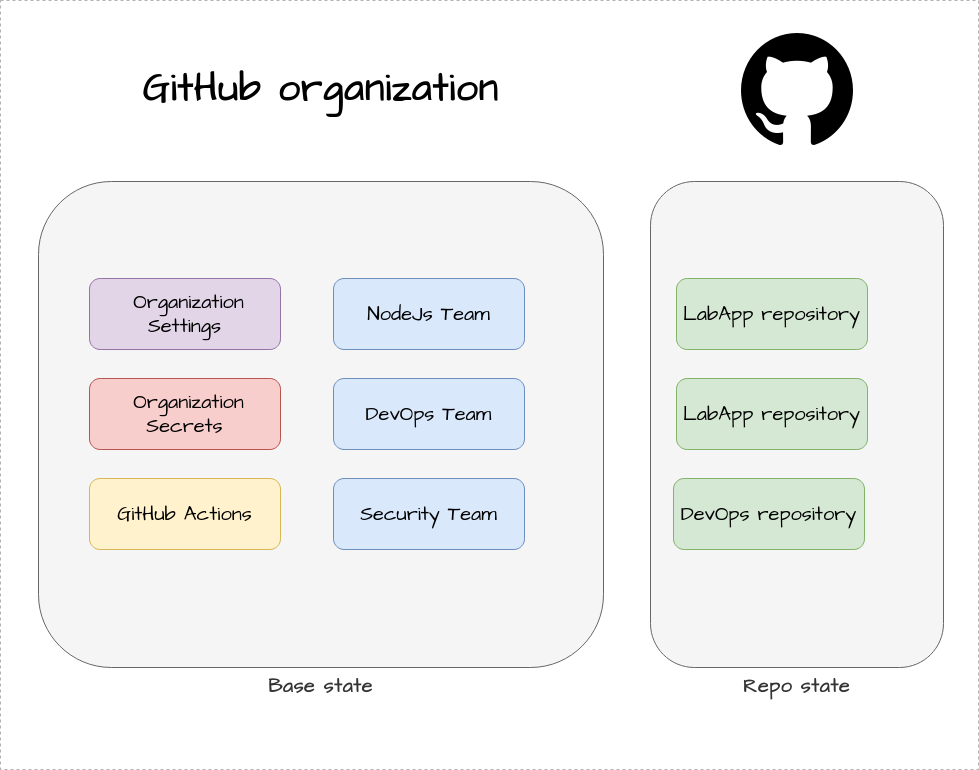 GitHub organization
Organization
Settings
NodeJs Team
Organization
Secrets
DevOps Team
GitHub Actions
Security Team
Base state
LabApp repository
LabApp repository
DevOps repository
Repo state